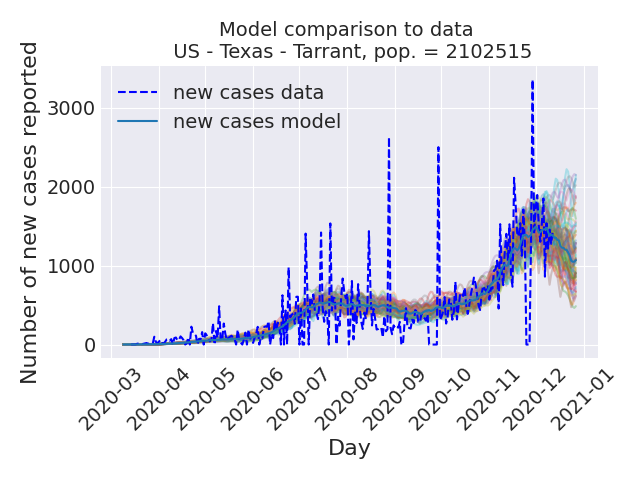 Model comparison to data
US - Texas - Tarrant, pop. = 2102515
Number of new cases reported
new cases data
new cases model
3000
2000
1000
0
2020-03
2020-04
2020-05
2020-06
2020-07
2020-08
2020-09
2020-10
2020-11
2020-12
2021-01
Day